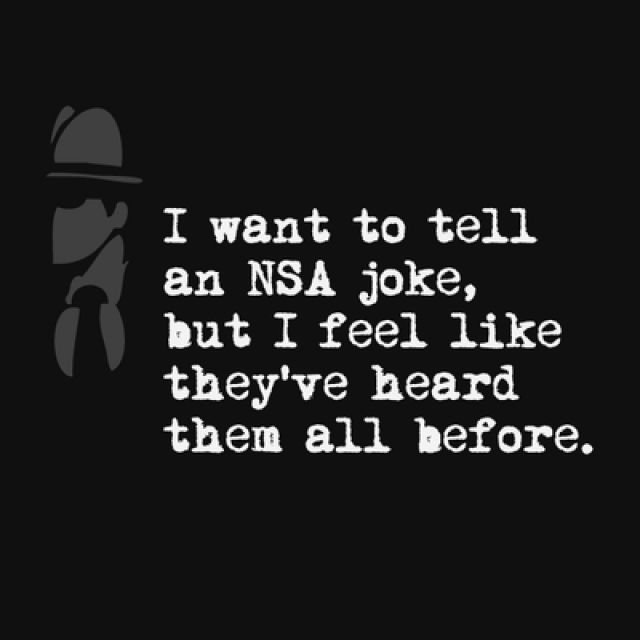 I want to tell
an NSA joke,
but I feel like
they've heard
them all before.